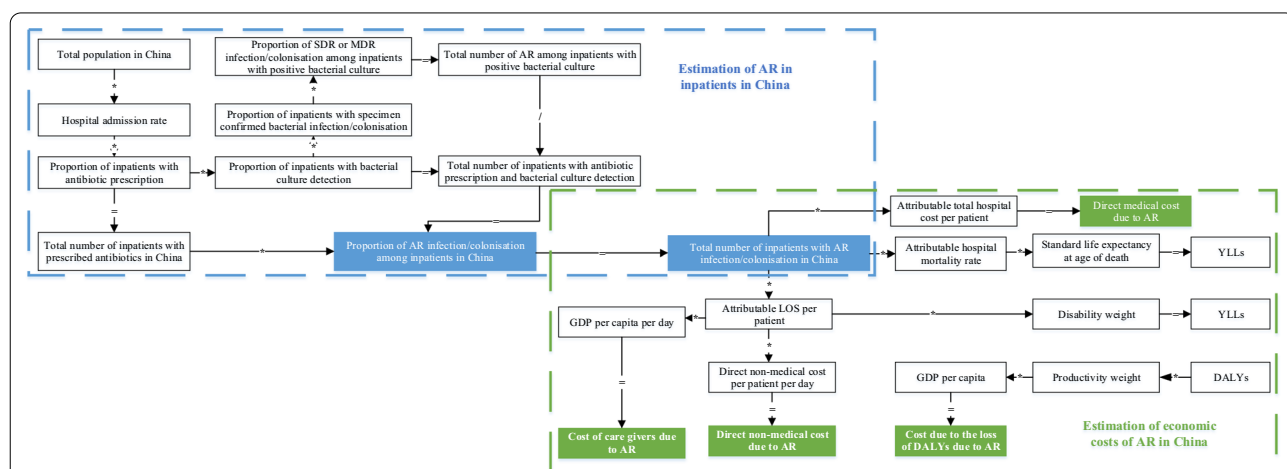 Total population in China
Proportion of SDR or MDR
infection/colonisation among inpatients
with positive bacterial culture
=
Total number of AR among inpatients with
positive bacterial culture
Estimation of AR in
inpatients in China
*
*
Hospital admission rate
Proportion of inpatients with specimen
confirmed bacterial infection/colonisation
/
*
*
Proportion of inpatients with
antibiotic prescription
*
Proportion of inpatients with bacterial
culture detection
=
Total number of inpatients with antibiotic
prescription and bacterial culture detection
=
=
*
Attributable total hospital
cost per patient
=
Direct medical cost
due to AR
Total number of inpatients with
prescribed antibiotics in China
*
Proportion of AR infection/colonisation
among inpatients in China
=
Total number of inpatients with AR
infection/colonisation in China
*
Attributable hospital
mortality rate
*
Standard life expectancy
at age of death
=
YLLs
*
GDP per capita per day
*
Attributable LOS per
patient
*
Disability weight
=
YLLs
*
=
Direct non-medical cost
per patient per day
GDP per capita
*
Productivity weight
*
DALYs
=
=
Cost of care givers due
to AR
Direct non-medical cost
due to AR
Cost due to the loss
of DALYs due to AR
Estimation of economic
costs of AR in China